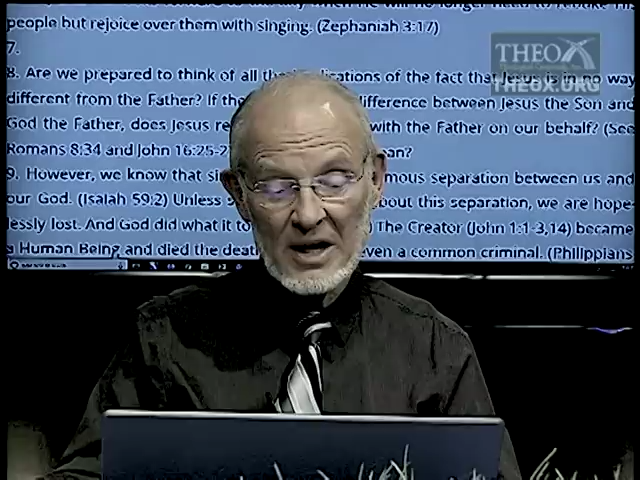 people but rejoice over them with singing. (Zephaniah 3:17)
7.
8. Are we prepared to think of all the implications of the fact that Jesus is in no way
different from the Father? If th difference between Jesus the Son and
God the Father, does Jesus re with the Father on our behalf? (See
Romans 8:34 and John 16:25-2 an?
9. However, we know that si mous separation between us and
our God. (Isaiah 59:2) Unless s bout this separation, we are hope-
lessly lost. And God did what it to The Creator (John 1:1-3,14) became
a Human Being and died the deat even a common criminal. (Philippians
THEOX
THEOX.ORG